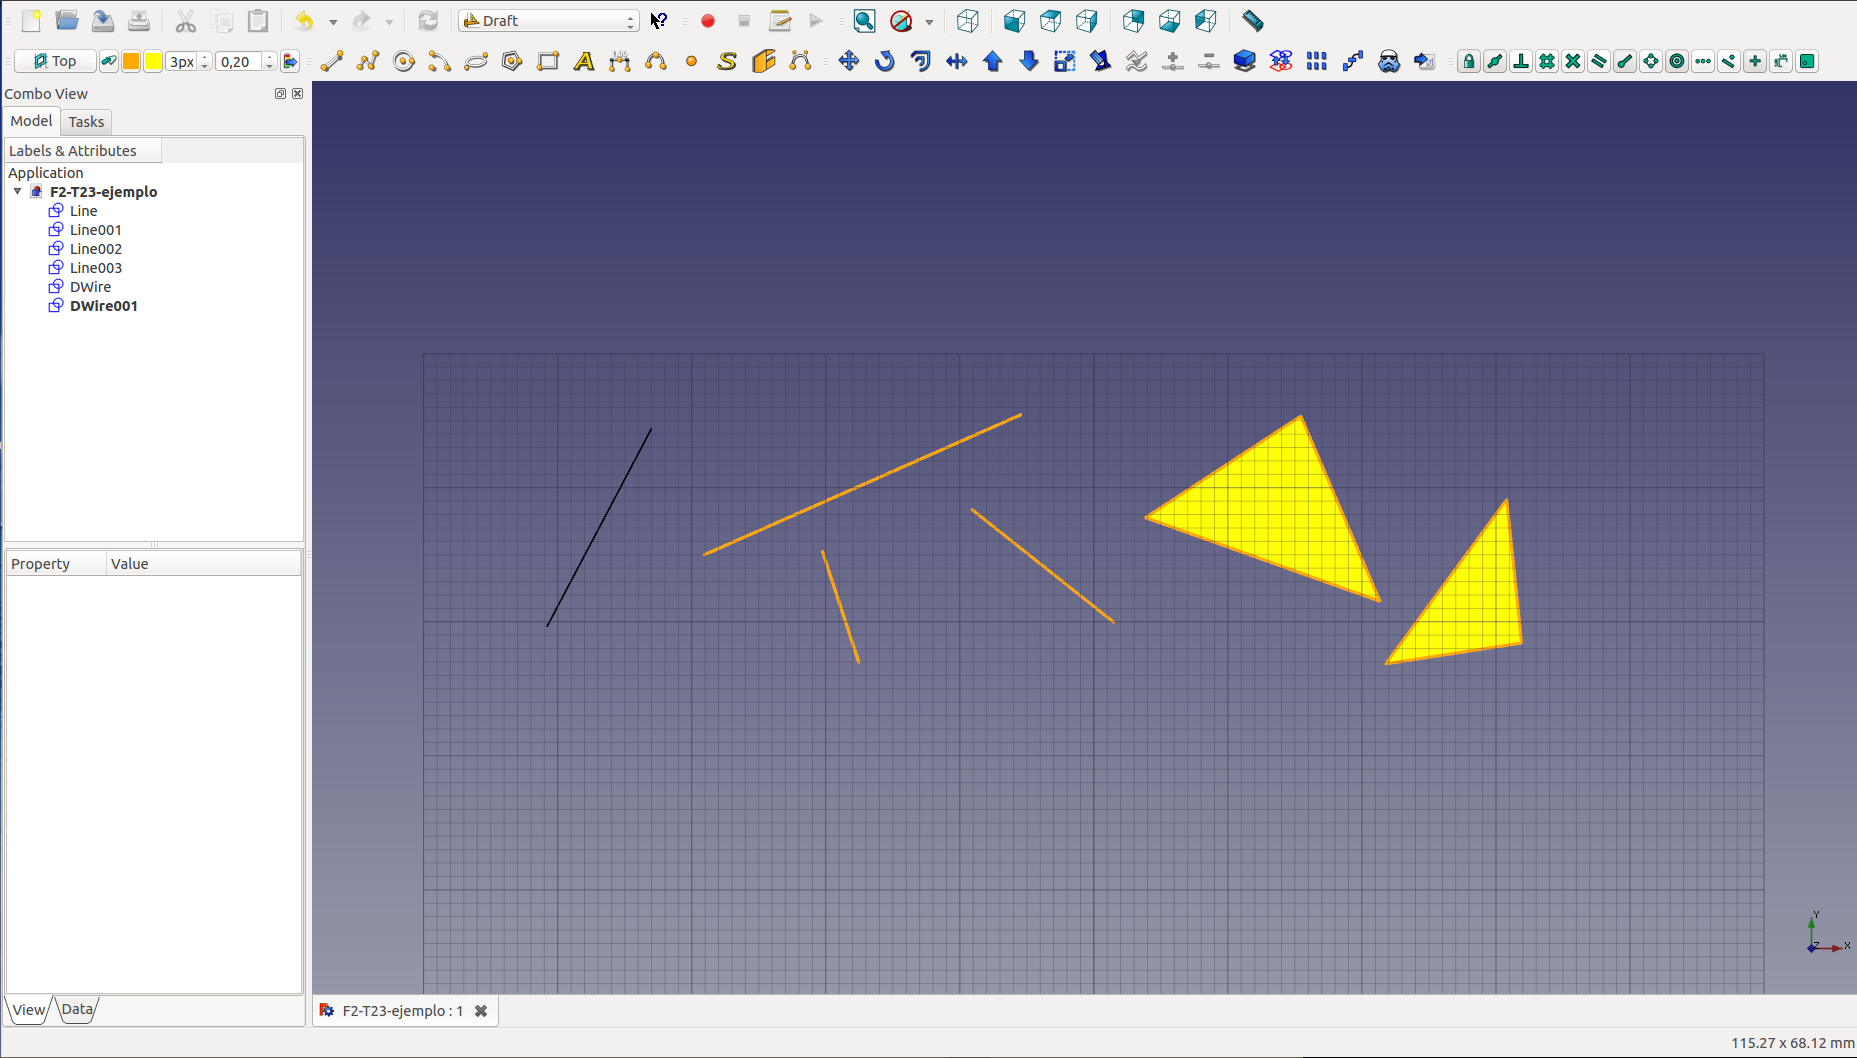 Draft
Top
3px
0,20
Combo View
Model
Tasks
Labels & Attributes
Application
F2-T23-ejemplo
Line
Line001
Line002
Line003
DWire
DWire001
Property
Value
View
Data
F2-T23-ejemplo : 1
Y
Z
X
115.27 x 68.12 mm